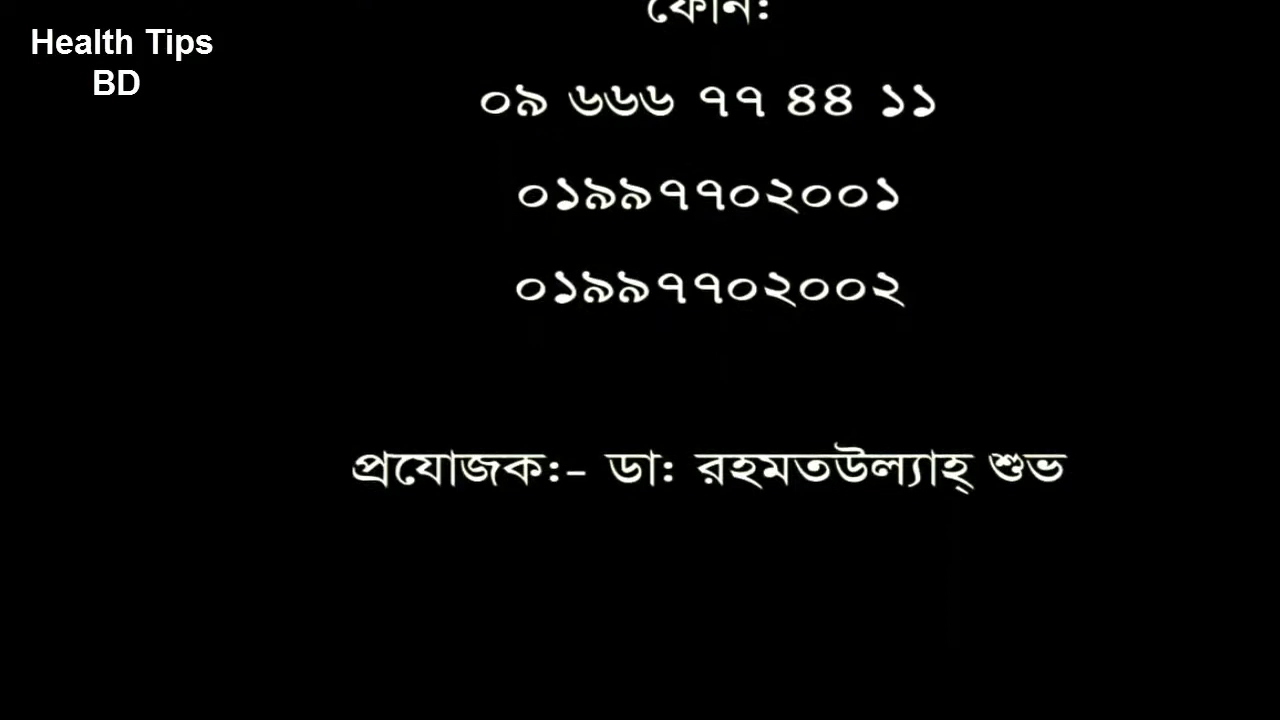 Health Tips
BD
ফোন:
০৯ ৬৬৬ ৭৭ ৪৪ ১১
০১৯৯৭৭০২০০১
০১৯৯৭৭০২০০২
প্রযোজক:- ডা: রহমতউল্যাহ্ শুভ